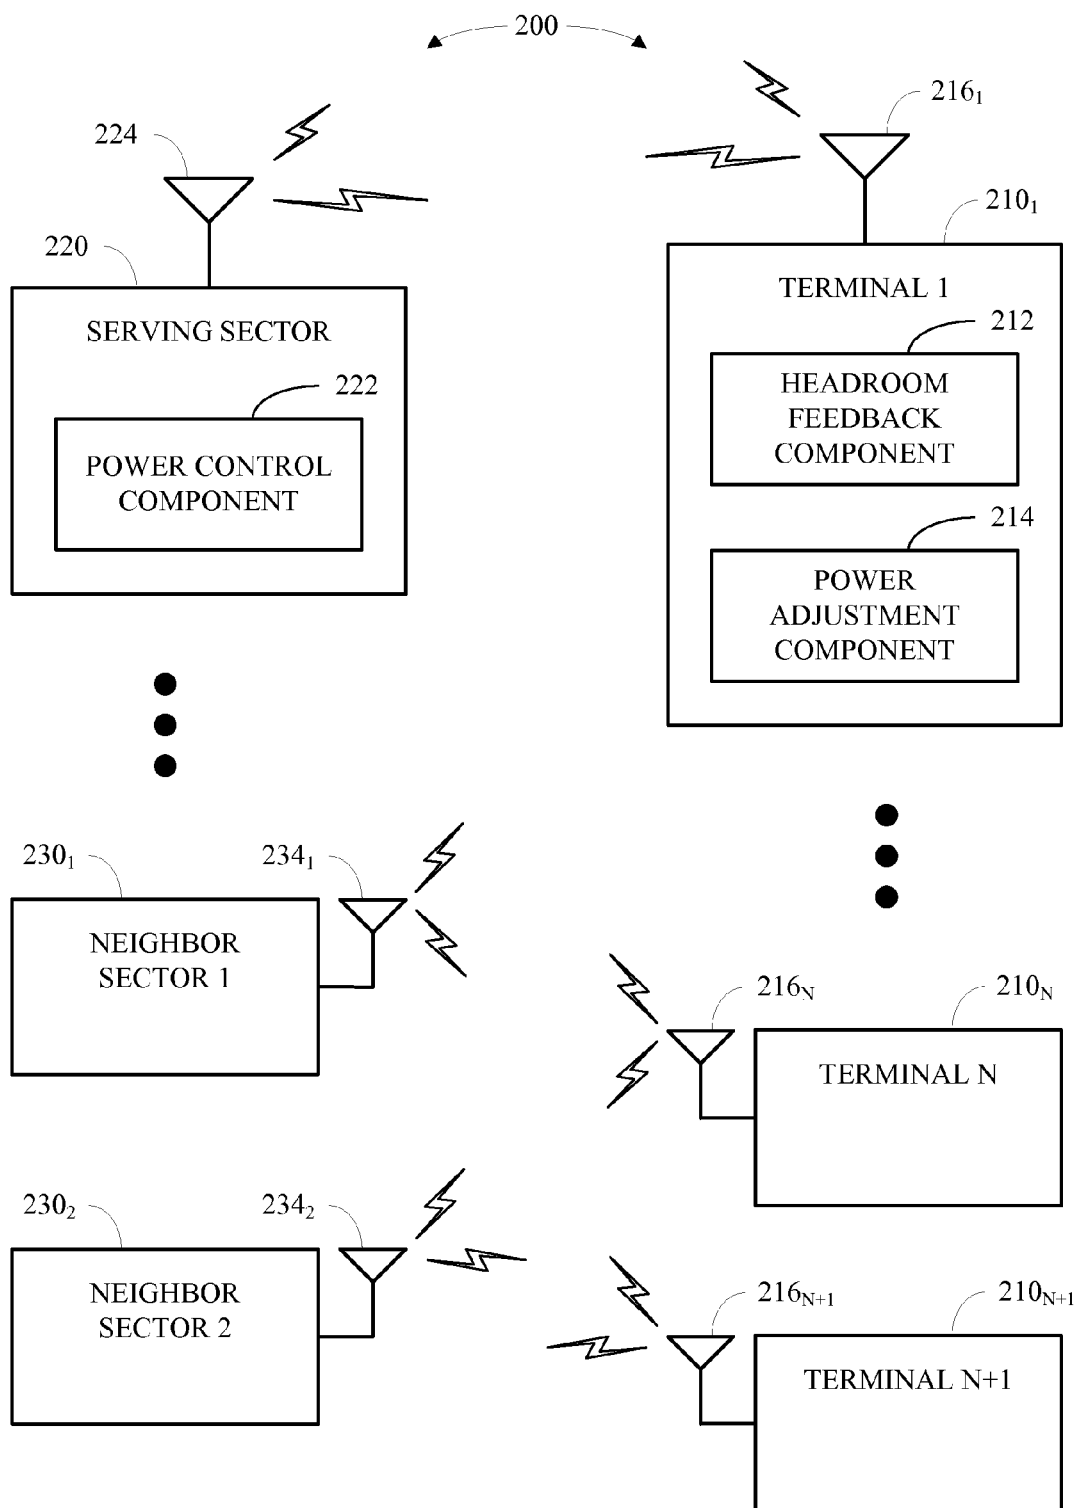 200
224
216₁
220
210₁
SERVING SECTOR
222
POWER CONTROL
COMPONENT
TERMINAL 1
212
HEADROOM
FEEDBACK
COMPONENT
214
POWER
ADJUSTMENT
COMPONENT
230₁
234₁
NEIGHBOR
SECTOR 1
216N
210N
TERMINAL N
230₂
234₂
NEIGHBOR
SECTOR 2
216N+1
210N+1
TERMINAL N+1